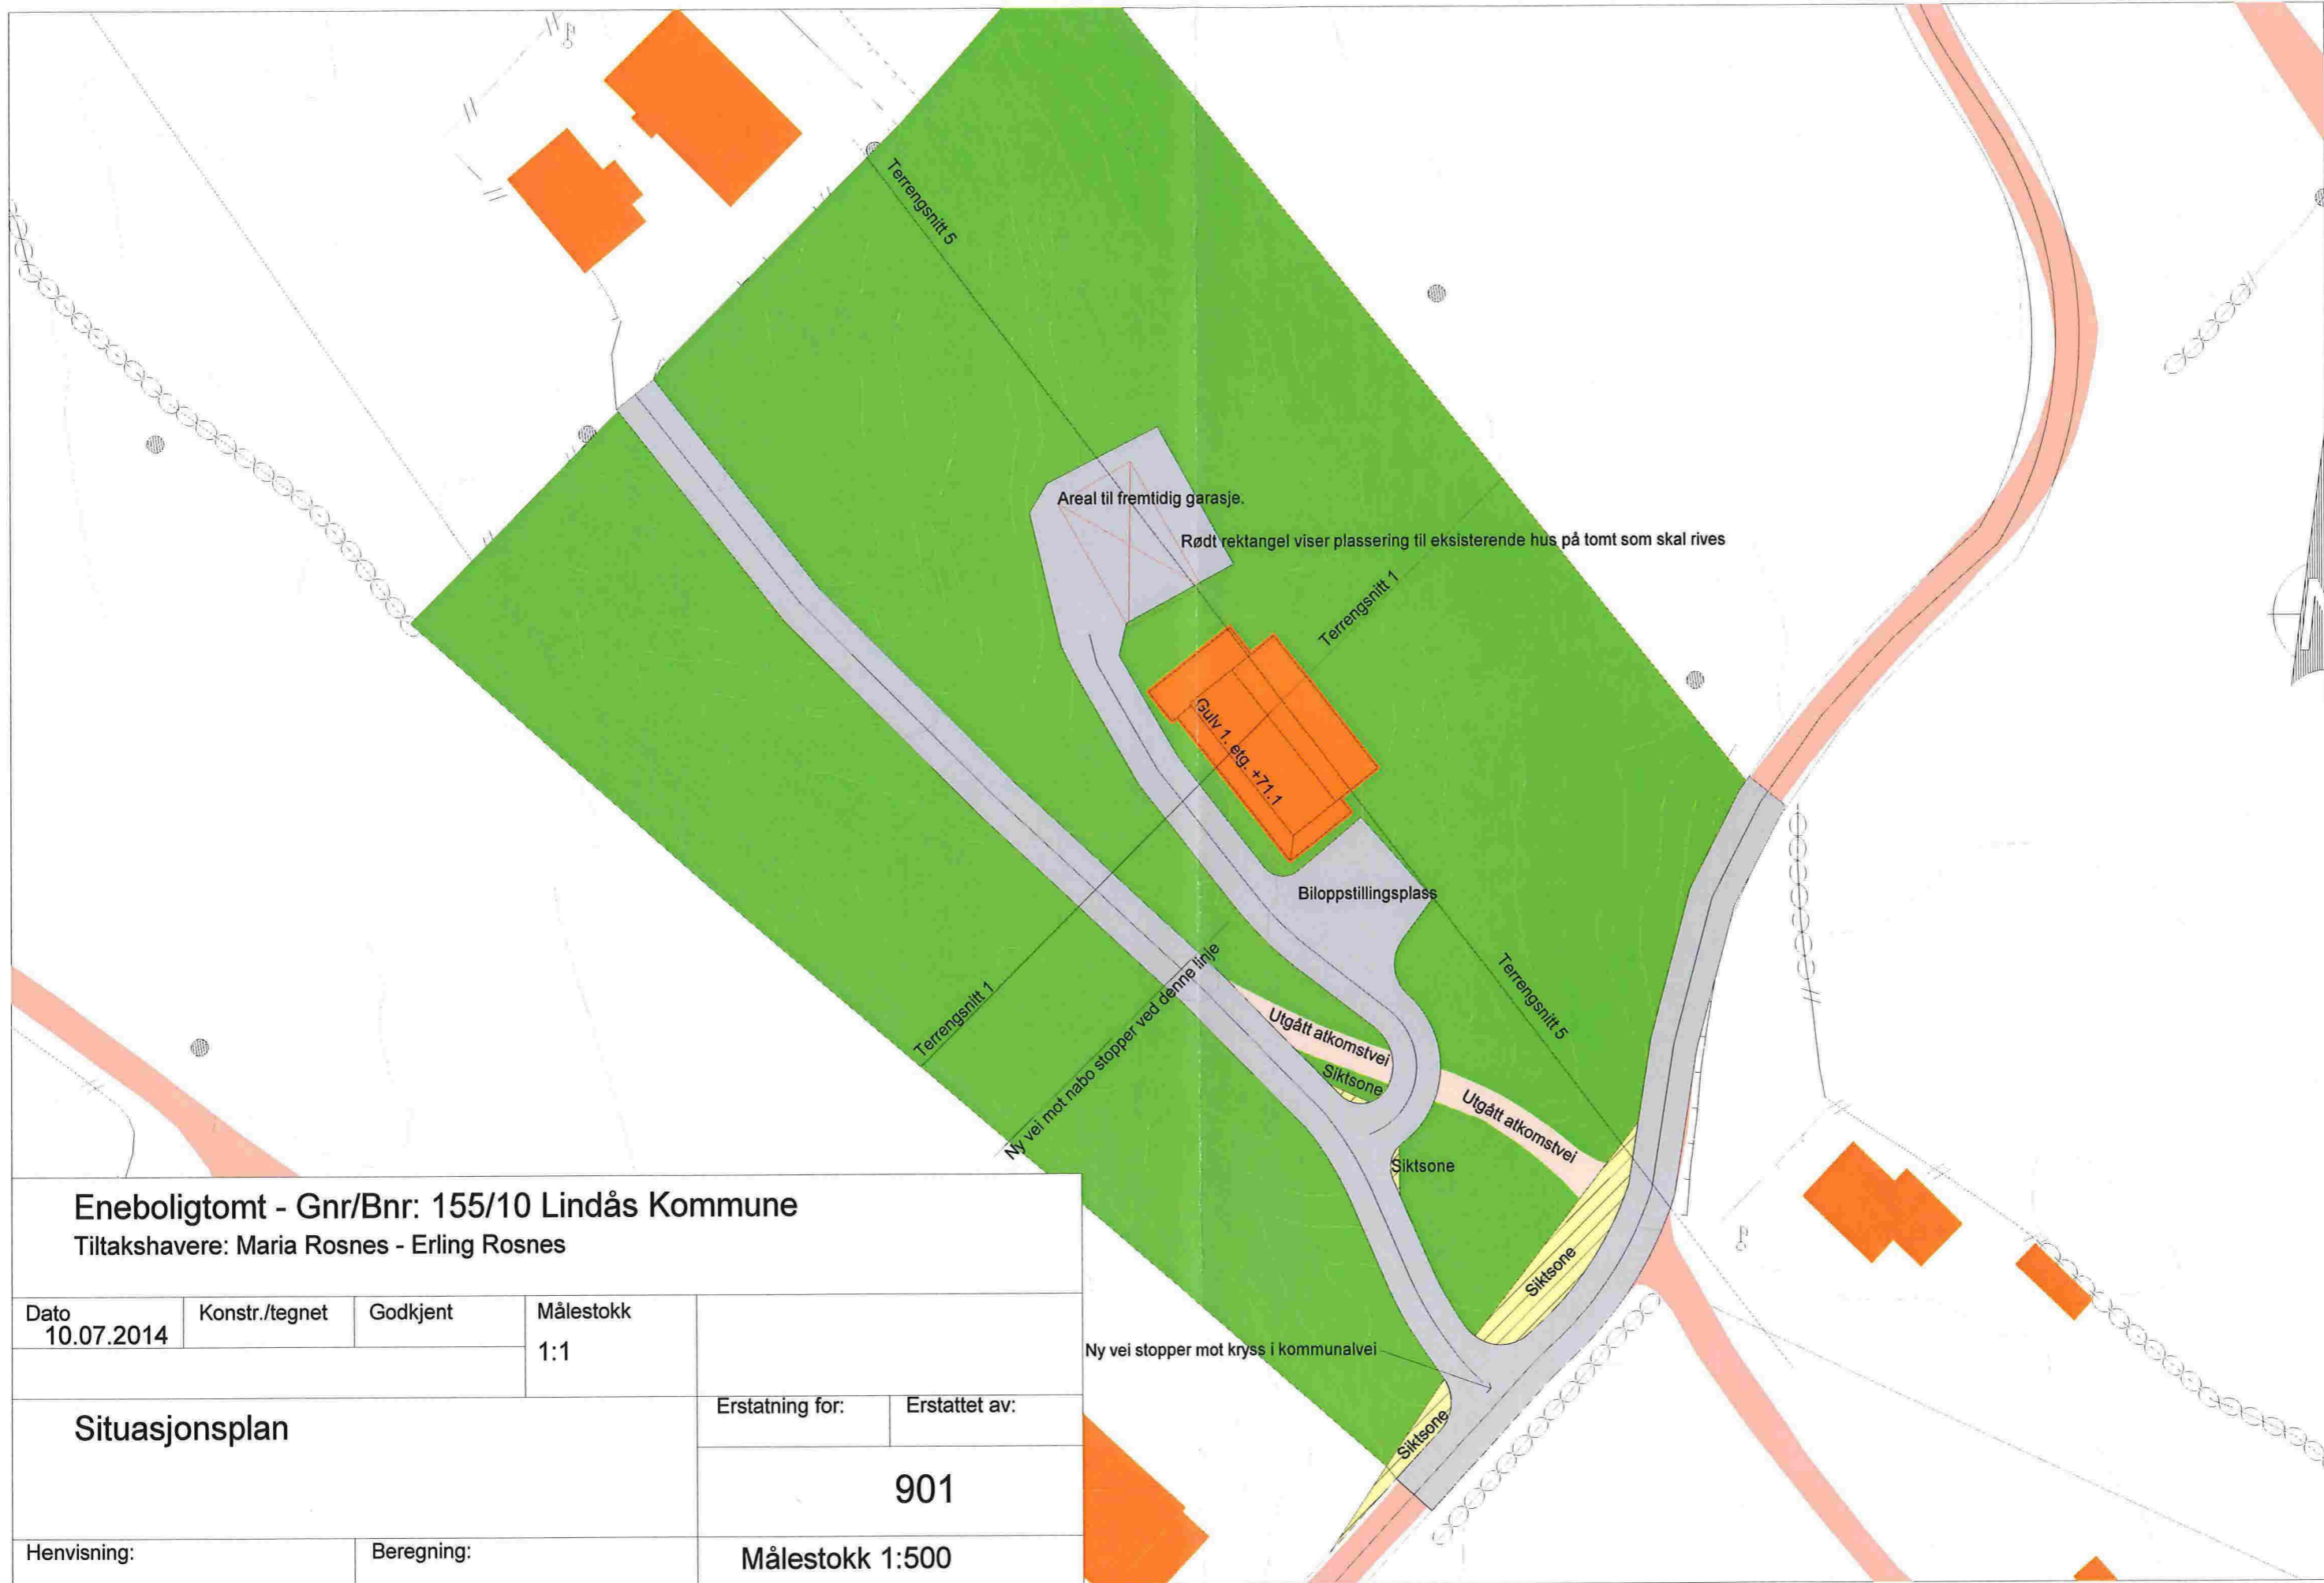 Terrengsnitt 5
Areal til fremtidig garasje.
Rødt rektangel viser plassering til eksisterende hus på tomt som skal rives
Terrengsnitt 1
Gulv 1. etg. +71.1
Biloppstillingsplass
Terrengsnitt 1
Ny vei mot nabo stopper ved denne linje
Terrengsnitt 5
Utgått atkomstvei
Siktsone
Utgått atkomstvei
Siktsone
Siktsone
Ny vei stopper mot kryss i kommunalvei
Siktsone
Eneboligtomt - Gnr/Bnr: 155/10 Lindås Kommune
Tiltakshavere: Maria Rosnes - Erling Rosnes
Dato
10.07.2014
Konstr./tegnet
Godkjent
Målestokk
1:1
Situasjonsplan
Erstatning for:
Erstattet av:
901
Henvisning:
Beregning:
Målestokk 1:500